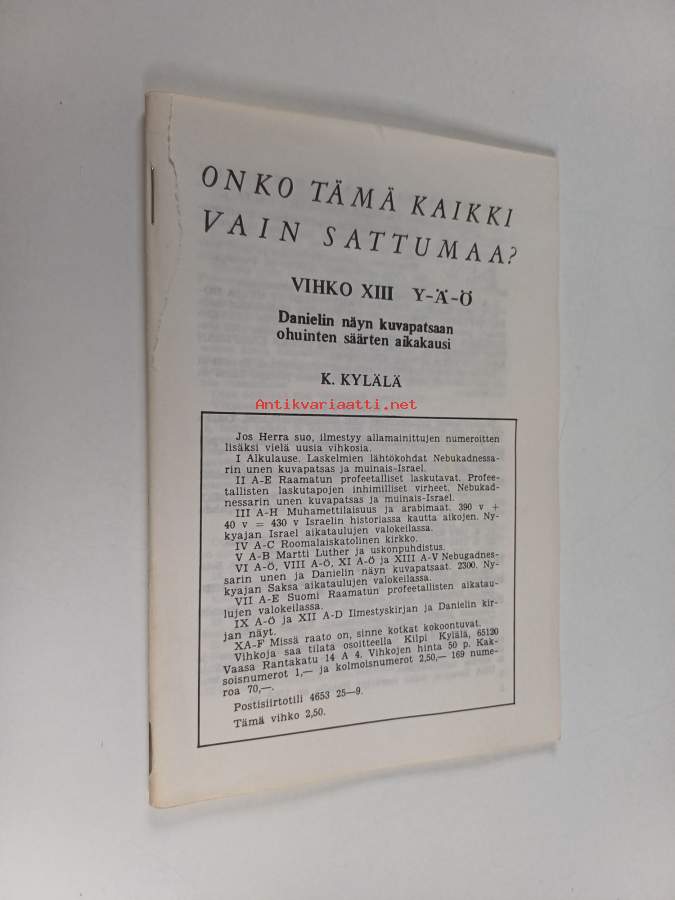 ONKO TÄMÄ KAIKKI
VAIN SATTUMAA?
VIHKO XIII Y-Ä-Ö
Danielin näyn kuvapatsaan
ohuinten säärten aikakausi
K. KYLÄLÄ
Antikvariaatti.net
Jos Herra suo, ilmestyy allamainittujen numeroitten
lisäksi vielä uusia vihkosia.
I Alkulause. Laskelmien lähtökohdat Nebukadnessa-
rin unen kuvapatsas ja muinais-Israel.
II A-E Raamatun profeetalliset laskutavat. Profee-
tallisten laskutapojen inhimilliset virheet. Nebukad-
nessarin unen kuvapatsas ja muinais-Israel.
III A-H Muhamettilaisuus ja arabimaat. 390 v +
40 v = 430 v Israelin historiassa kautta aikojen. Ny-
kyajan Israel aikataulujen valokeilassa.
IV A-C Roomalaiskatolinen kirkko.
V A-B Martti Luther ja uskonpuhdistus.
VI A-Ö, VIII A-Ö, XI A-Ö ja XIII A-V Nebugadnes-
sarin unen ja Danielin näyn kuvapatsaat. 2300. Ny-
kyajan Saksa aikataulujen valokeilassa.
VII A-E Suomi Raamatun profeetallisten aikatau-
lujen valokeilassa.
IX A-Ö ja XII A-D Ilmestyskirjan ja Danielin kir-
jan näyt.
XA-F Missä raato on, sinne kotkat kokoontuvat.
Vihkoja saa tilata osoitteella Kilpi Kylälä, 65120
Vaasa Rantakatu 14 A 4. Vihkojen hinta 50 p. Kak-
soisnumerot 1,— ja kolmoisnumerot 2,50,— 169 nume-
roa 70,—.
Postisiirtotili 4653 25—9.
Tämä vihko 2,50.